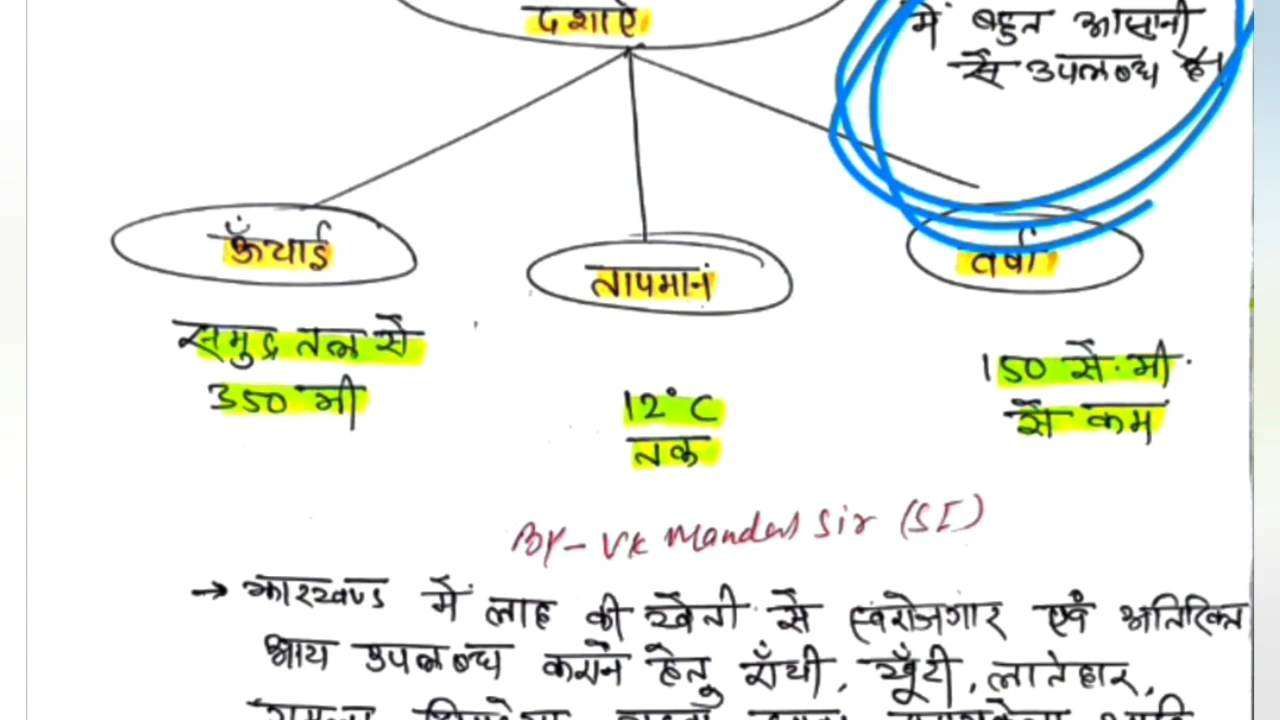 दशाएं
में बहुत आसानी
से उपलब्ध है।
ऊँचाई
तापमान
वर्षा
समुद्र तल से
350 मी
12°C
तक
150 से. मी.
से कम
By - VK Mandal Sir (SI)
→ झारखण्ड में लाह की खेती से स्वरोजगार एवं अतिरिक्त
आय उपलब्ध कराने हेतु राँची, खूँटी, लातेहार,